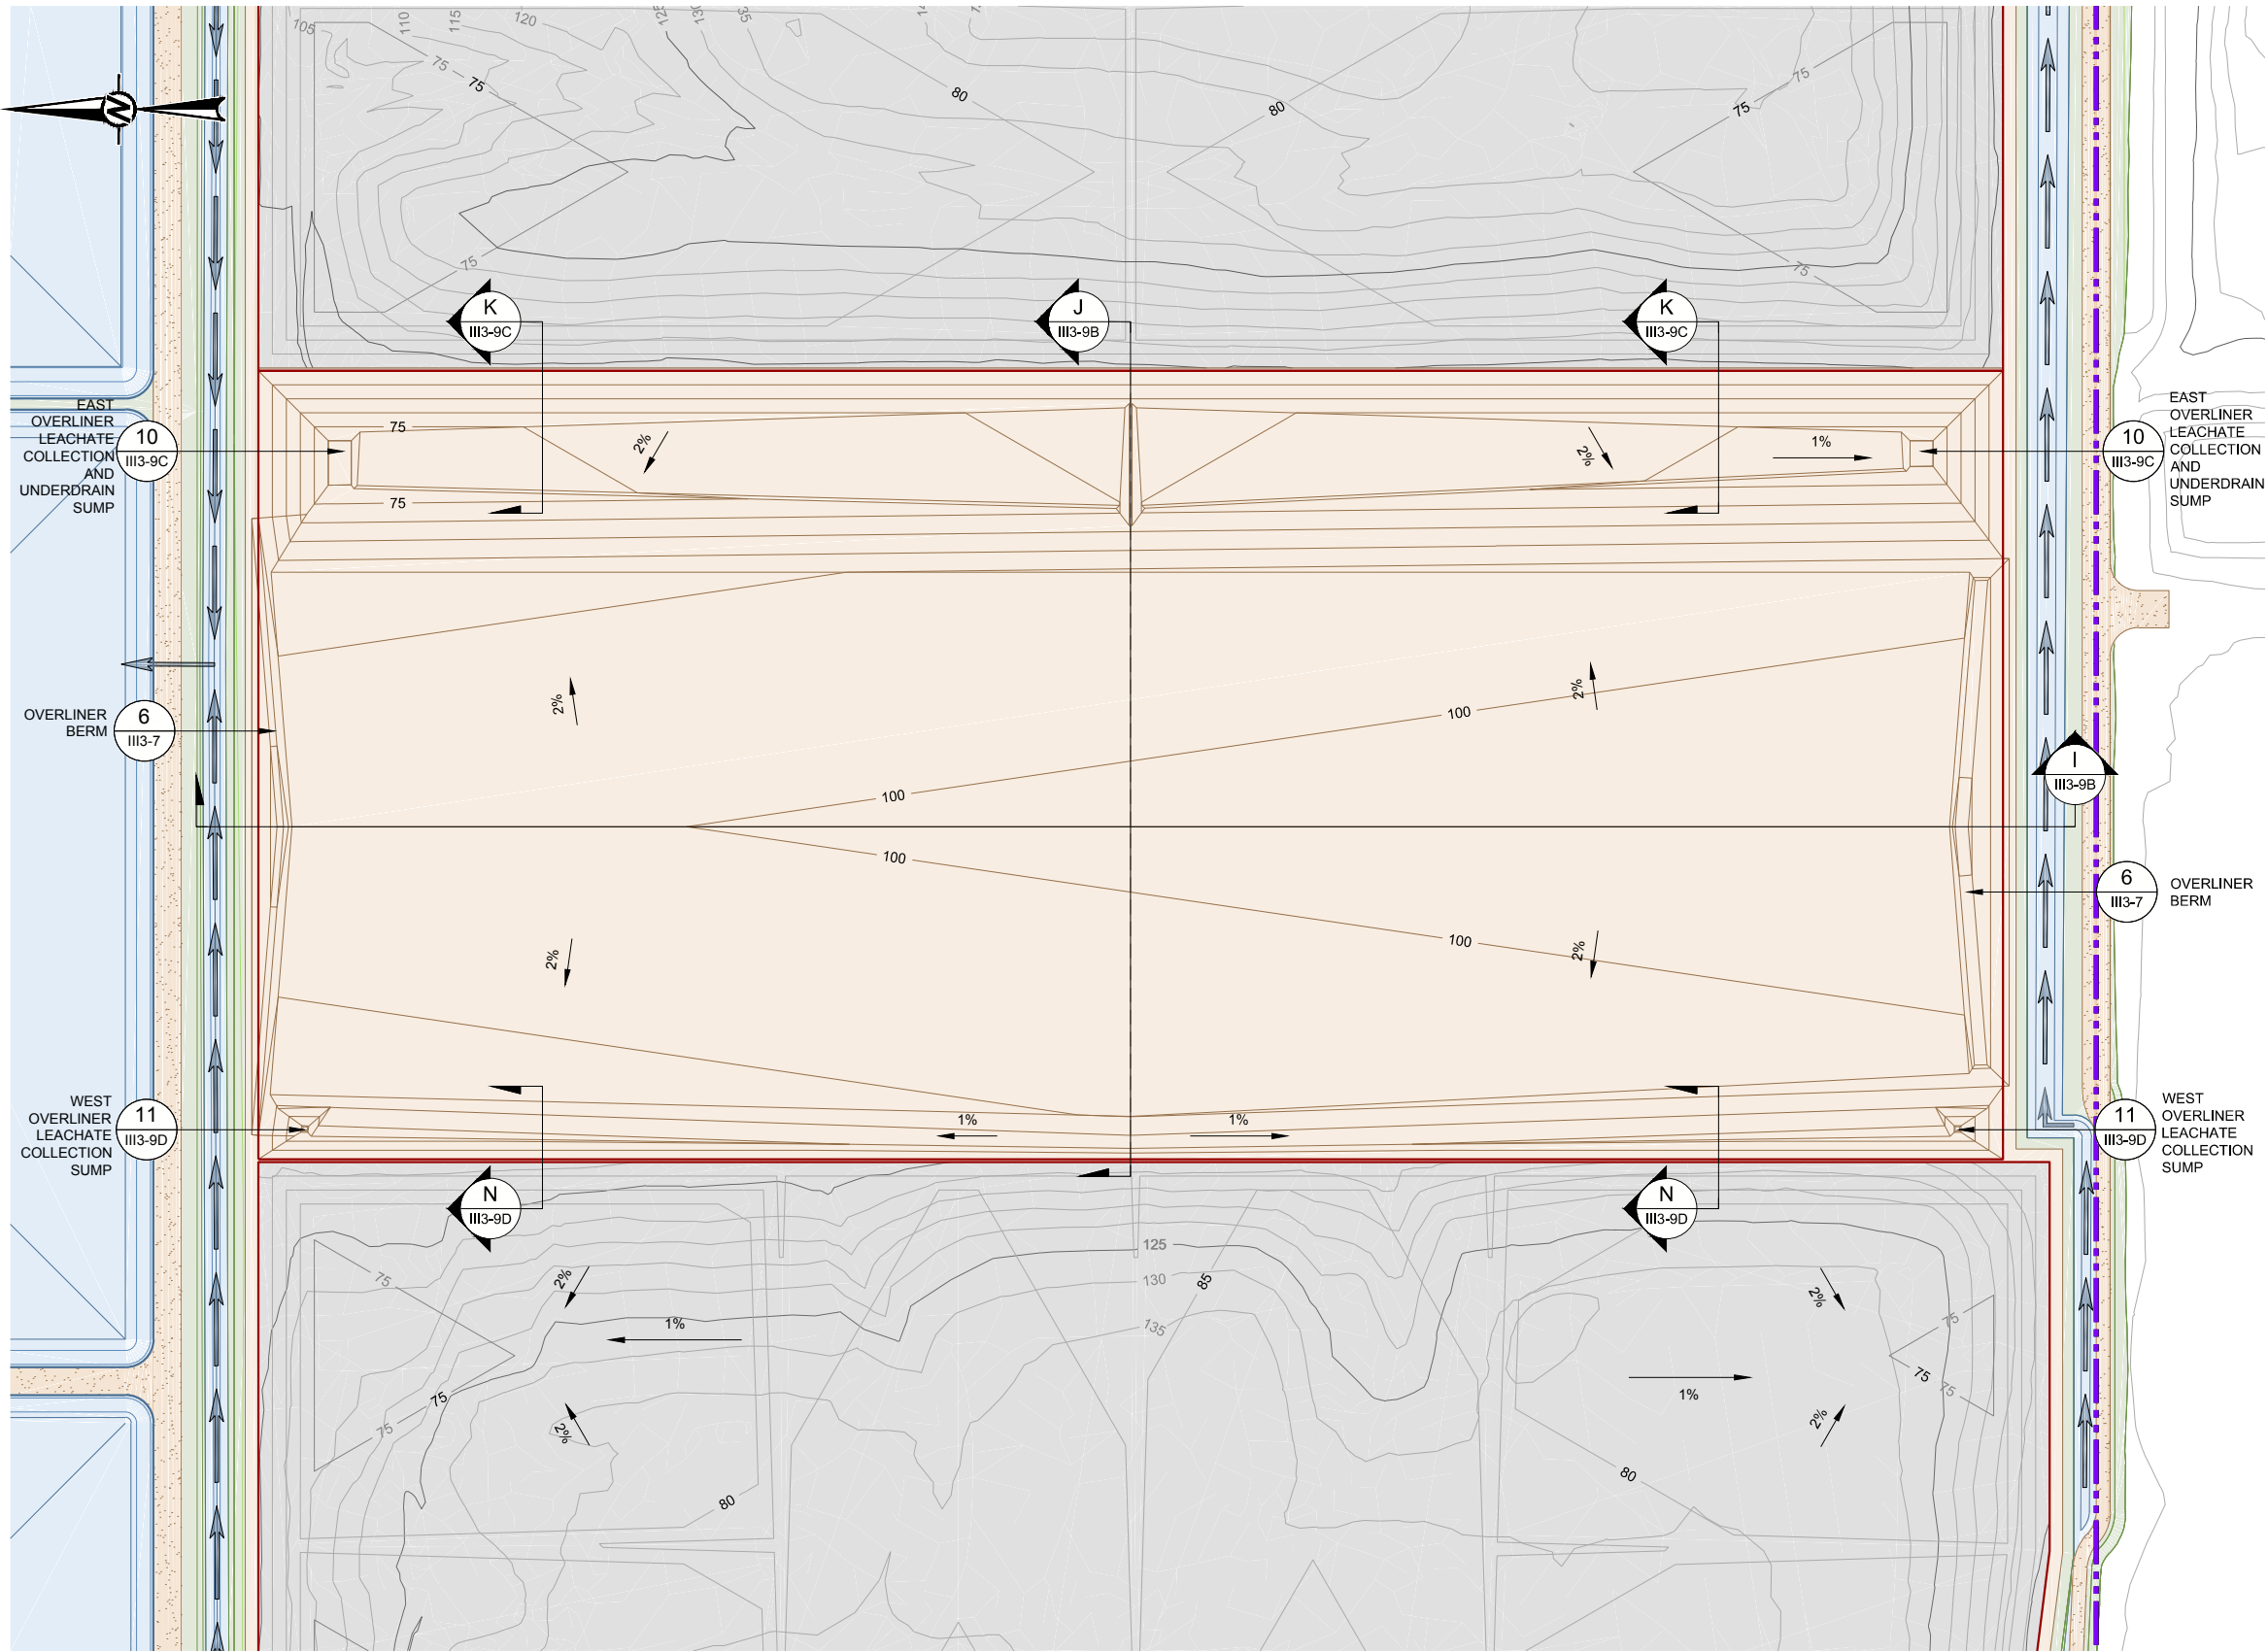 105
110
115
120
125
130
75
75
80
80
75
75
N
75
75
K
III3-9C
J
III3-9B
K
III3-9C
EAST
OVERLINER
LEACHATE
COLLECTION
AND
UNDERDRAIN
SUMP
10
III3-9C
75
2%
2%
1%
75
10
III3-9C
EAST
OVERLINER
LEACHATE
COLLECTION
AND
UNDERDRAIN
SUMP
OVERLINER
BERM
6
III3-7
2%
2%
100
100
I
III3-9B
100
100
2%
2%
6
III3-7
OVERLINER
BERM
WEST
OVERLINER
LEACHATE
COLLECTION
SUMP
11
III3-9D
1%
1%
11
III3-9D
WEST
OVERLINER
LEACHATE
COLLECTION
SUMP
N
III3-9D
N
III3-9D
125
130
135
85
75
2%
1%
2%
75
75
75
1%
75
75
2%
2%
80
80